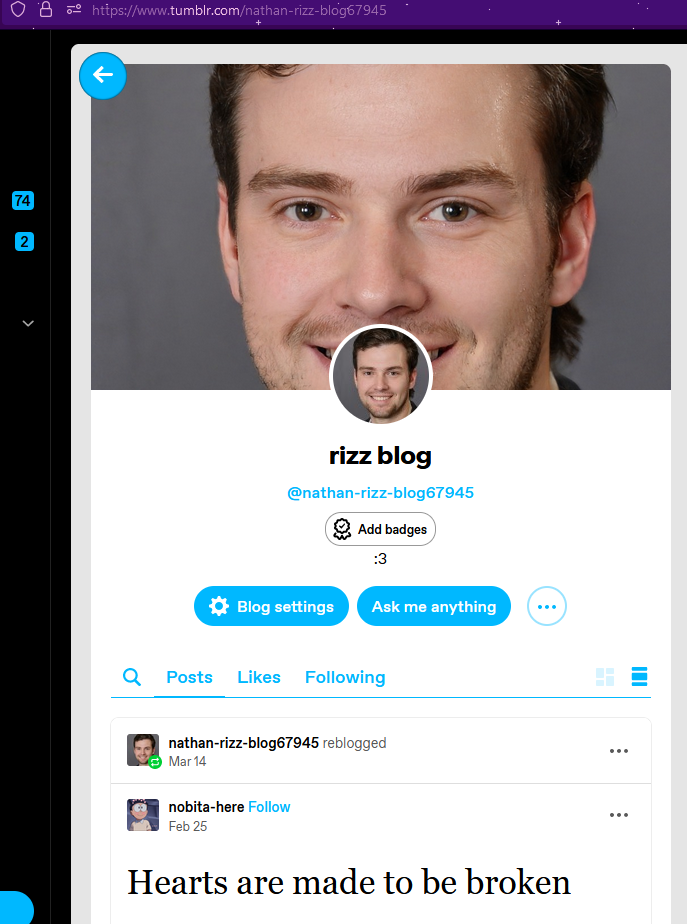 https://www.tumblr.com/nathan-rizz-blog67945
74
2
rizz blog
@nathan-rizz-blog67945
Add badges
:3
Blog settings
Ask me anything
Posts Likes Following
nathan-rizz-blog67945 reblogged
Mar 14
nobita-here Follow
Feb 25
Hearts are made to be broken